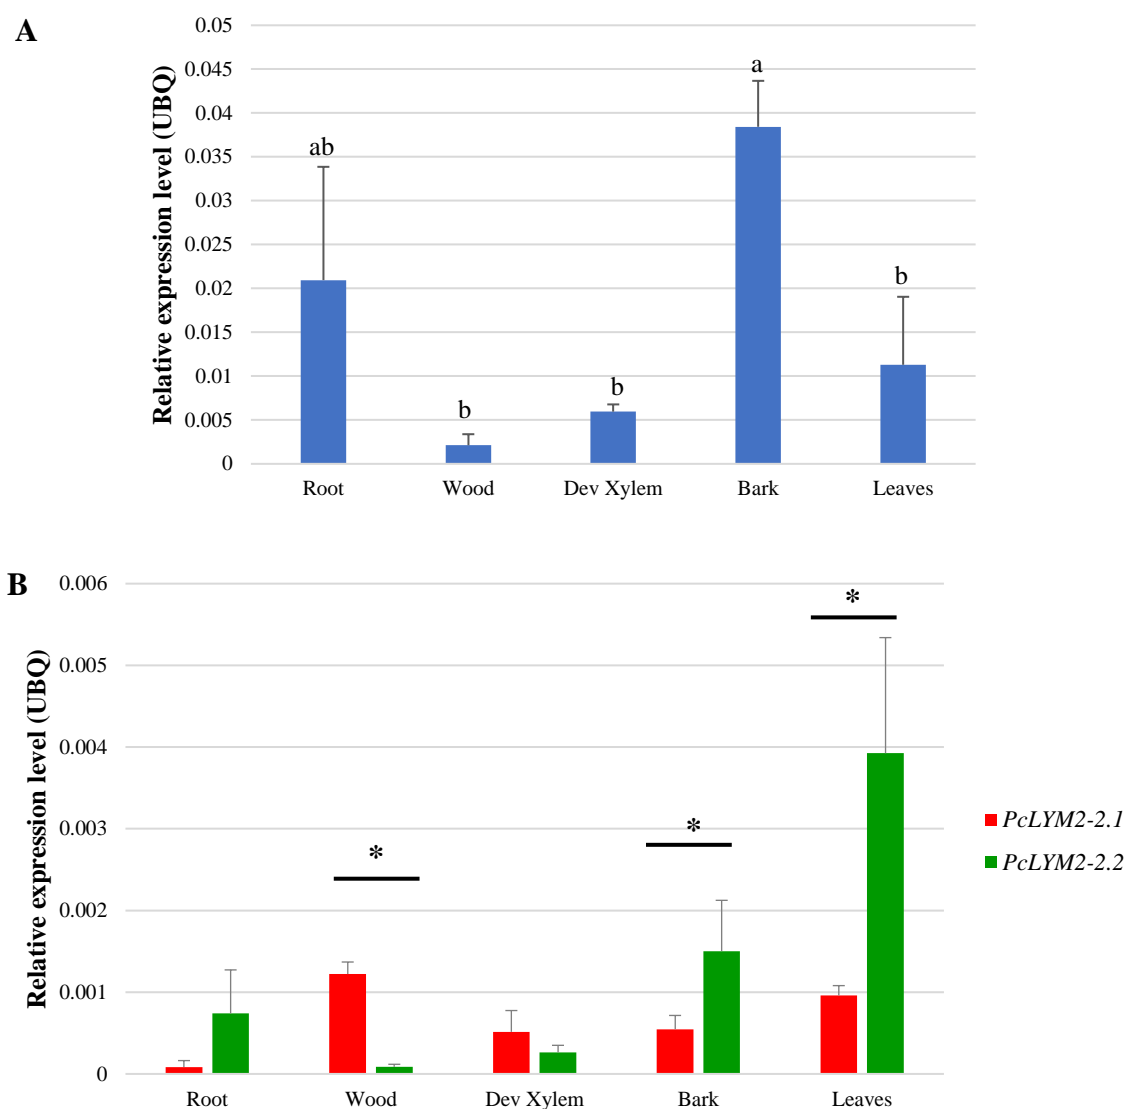 A
Relative expression level (UBQ)
0.05
0.045
0.04
0.035
0.03
0.025
0.02
0.015
0.01
0.005
0
ab
b
b
a
b
Root Wood Dev Xylem Bark Leaves
B
Relative expression level (UBQ)
0.006
0.005
0.004
0.003
0.002
0.001
0
*
*
*
PcLYM2-2.1
PcLYM2-2.2
Root Wood Dev Xylem Bark Leaves